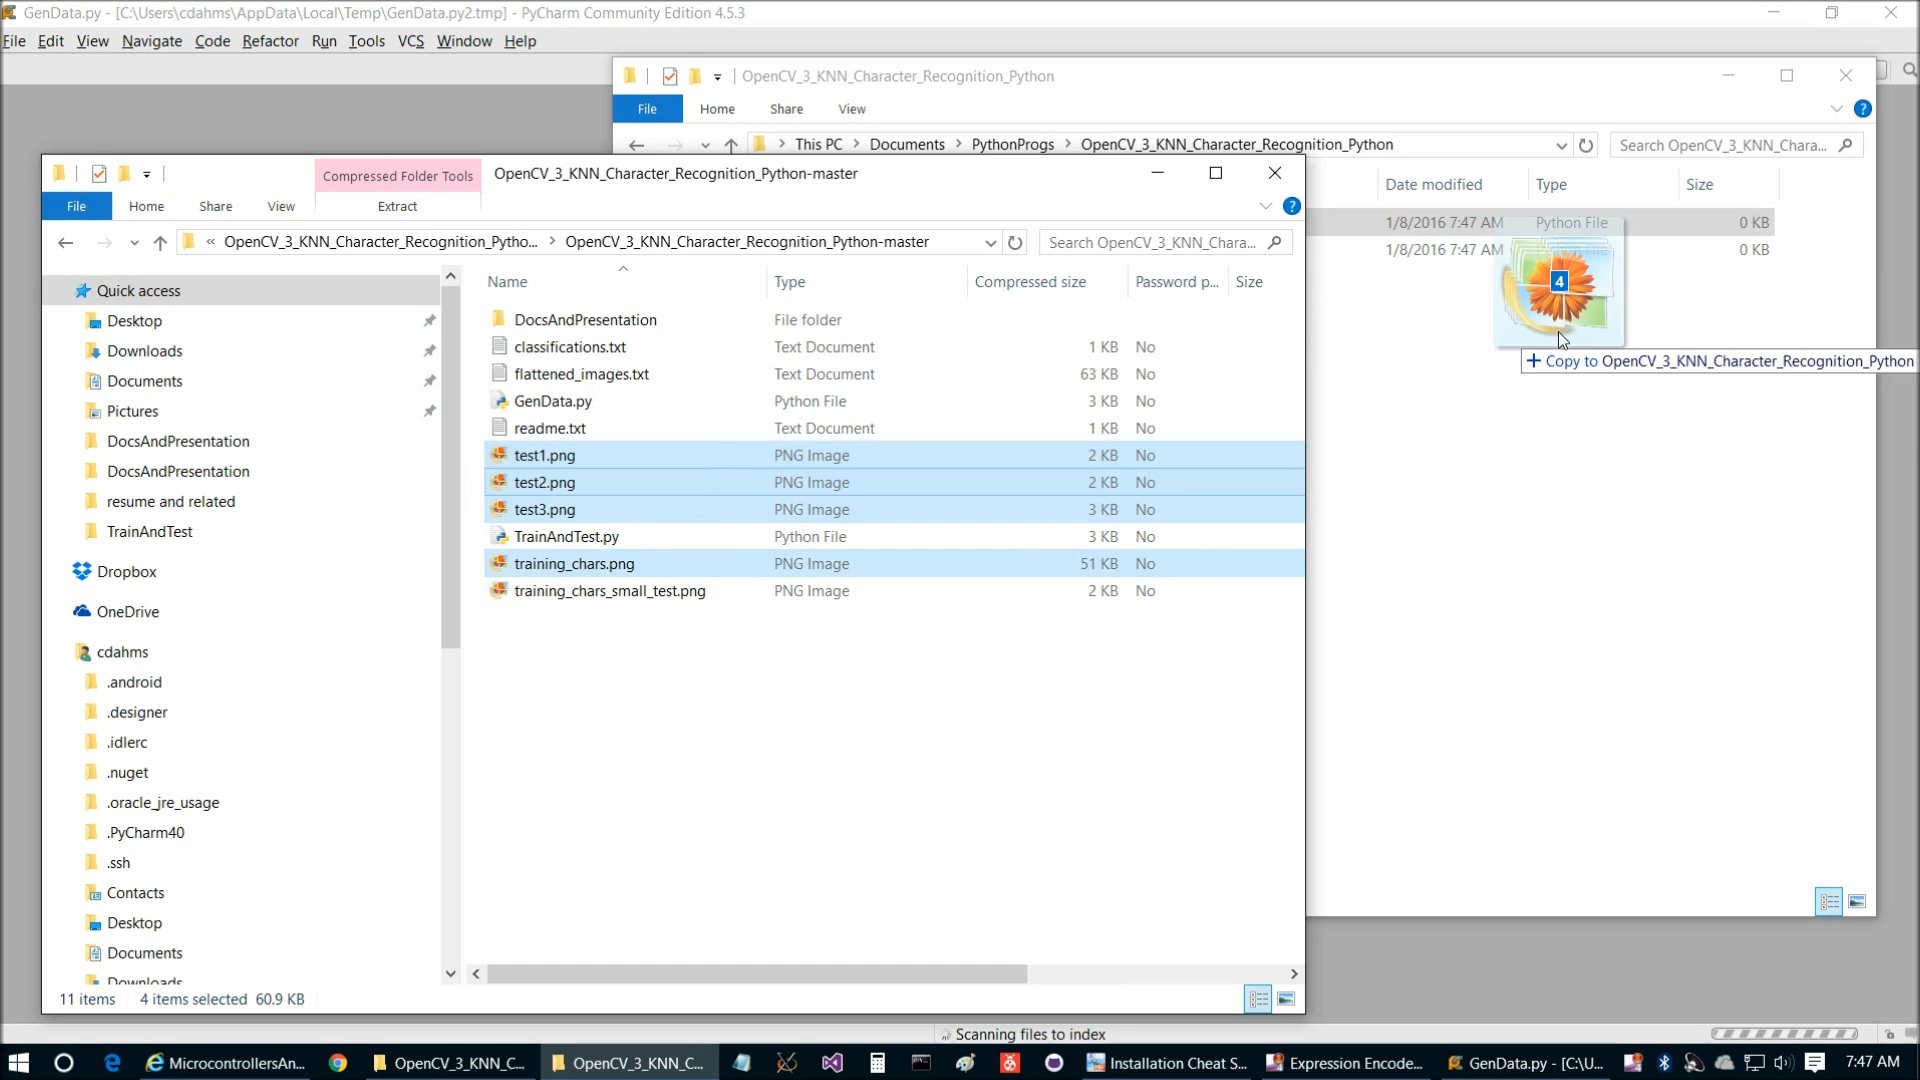 GenData.py - [C:\Users\cdahms\AppData\Local\Temp\GenData.py2.tmp] - PyCharm Community Edition 4.5.3
File Edit View Navigate Code Refactor Run Tools VCS Window Help
OpenCV_3_KNN_Character_Recognition_Python
File Home Share View
This PC > Documents > PythonProgs > OpenCV_3_KNN_Character_Recognition_Python
Search OpenCV_3_KNN_Chara...
Date modified Type Size
1/8/2016 7:47 AM Python File 0 KB
1/8/2016 7:47 AM 0 KB
4
+ Copy to OpenCV_3_KNN_Character_Recognition_Python
Compressed Folder Tools OpenCV_3_KNN_Character_Recognition_Python-master
File Home Share View Extract
« OpenCV_3_KNN_Character_Recognition_Pytho... > OpenCV_3_KNN_Character_Recognition_Python-master
Search OpenCV_3_KNN_Chara...
Quick access
Desktop
Downloads
Documents
Pictures
DocsAndPresentation
DocsAndPresentation
resume and related
TrainAndTest
Dropbox
OneDrive
cdahms
.android
.designer
.idlerc
.nuget
.oracle_jre_usage
.PyCharm40
.ssh
Contacts
Desktop
Documents
Downloads
Name Type Compressed size Password p... Size
DocsAndPresentation File folder
classifications.txt Text Document 1 KB No
flattened_images.txt Text Document 63 KB No
GenData.py Python File 3 KB No
readme.txt Text Document 1 KB No
test1.png PNG Image 2 KB No
test2.png PNG Image 2 KB No
test3.png PNG Image 3 KB No
TrainAndTest.py Python File 3 KB No
training_chars.png PNG Image 51 KB No
training_chars_small_test.png PNG Image 2 KB No
11 items 4 items selected 60.9 KB
Scanning files to index
MicrocontrollersAn... OpenCV_3_KNN_C... OpenCV_3_KNN_C... Installation Cheat S... Expression Encode... GenData.py - [C:\U... 7:47 AM